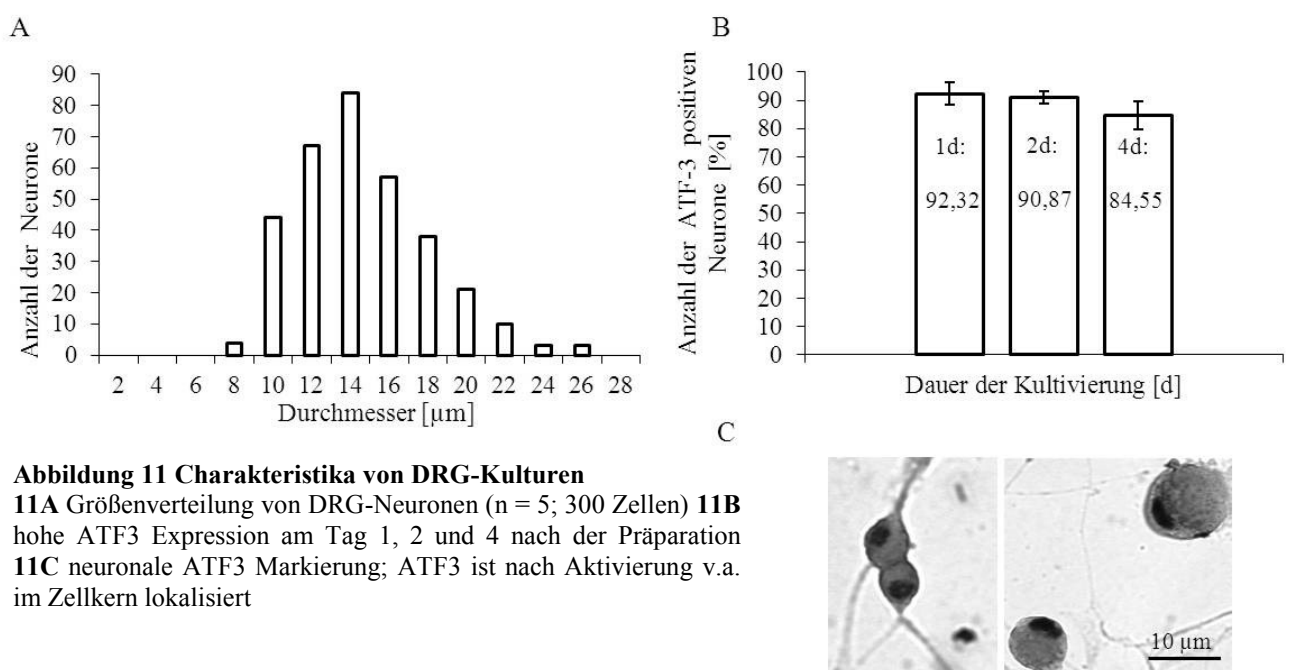 A
Anzahl der Neurone
90
80
70
60
50
40
30
20
10
0
2 4 6 8 10 12 14 16 18 20 22 24 26 28
Durchmesser [µm]
B
Anzahl der ATF-3 positiven
Neurone [%]
100
90
80
70
60
50
40
30
20
10
0
1d: 2d: 4d:
92,32 90,87 84,55
Dauer der Kultivierung [d]
Abbildung 11 Charakteristika von DRG-Kulturen
11A Größenverteilung von DRG-Neuronen (n = 5; 300 Zellen) 11B
hohe ATF3 Expression am Tag 1, 2 und 4 nach der Präparation
11C neuronale ATF3 Markierung; ATF3 ist nach Aktivierung v.a.
im Zellkern lokalisiert
C
10 µm